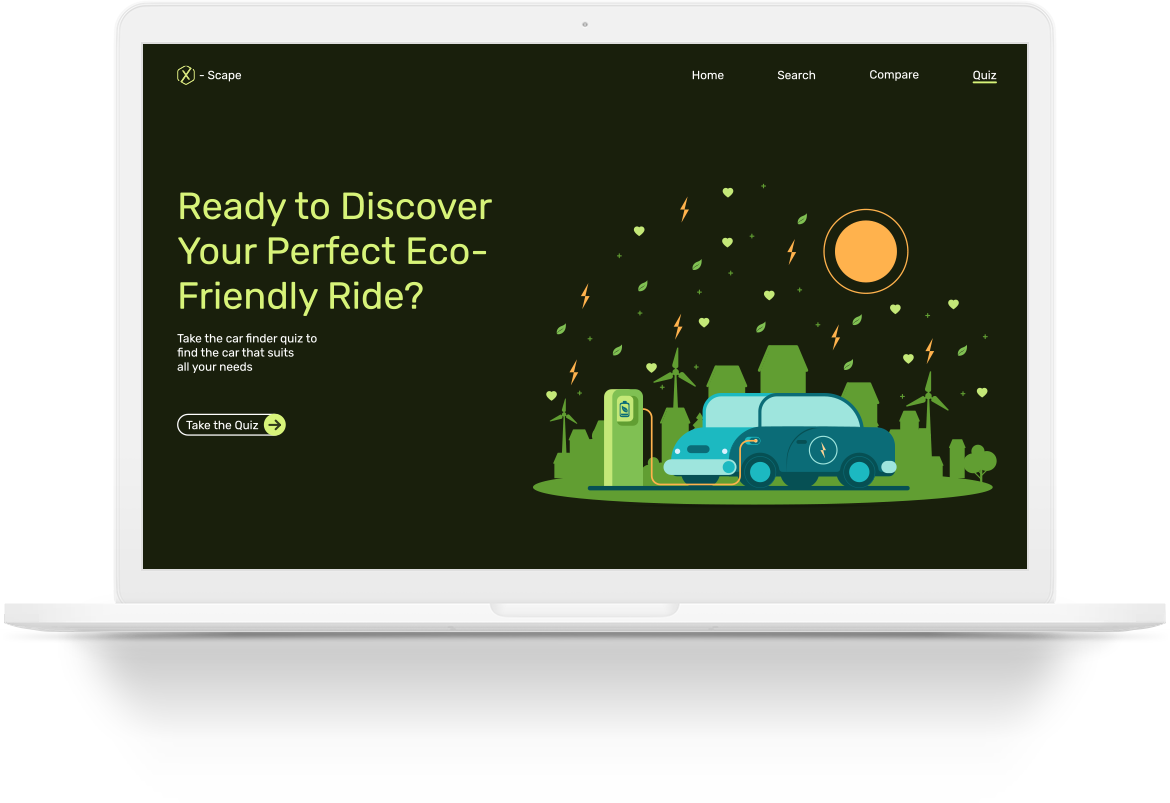 X - Scape
Home
Search
Compare
Quiz
Ready to Discover
Your Perfect Eco-
Friendly Ride?
Take the car finder quiz to
find the car that suits
all your needs
Take the Quiz